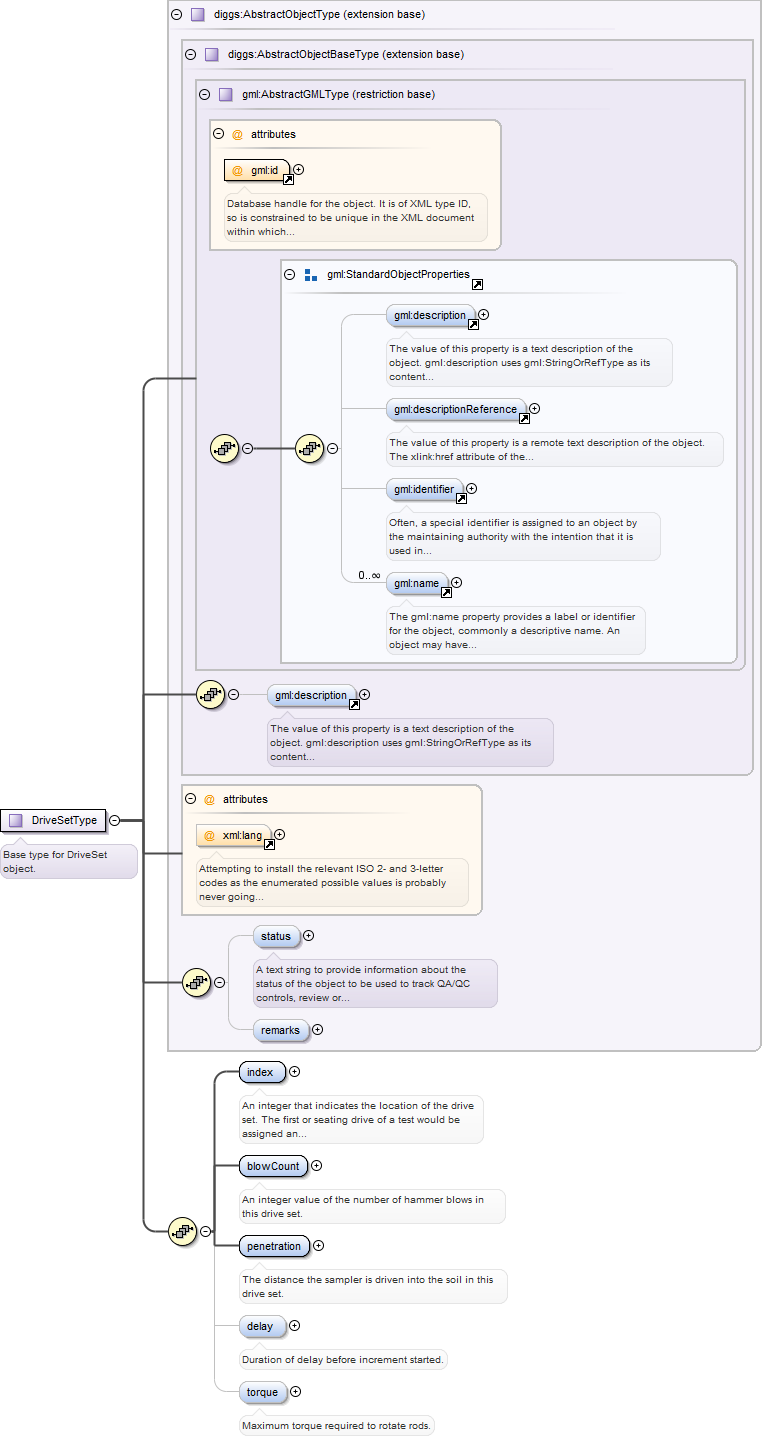 diggs:AbstractObjectType (extension base)
diggs:AbstractObjectBaseType (extension base)
gml:AbstractGMLType (restriction base)
@ attributes
@ gml:id
Database handle for the object. It is of XML type ID,
so is constrained to be unique in the XML document
within which...
gml:StandardObjectProperties
gml:description
The value of this property is a text description of the
object. gml:description uses gml:StringOrRefType as its
content...
gml:descriptionReference
The value of this property is a remote text description of the object.
The xlink:href attribute of the...
gml:identifier
Often, a special identifier is assigned to an object by
the maintaining authority with the intention that it is
used in...
0..∞
gml:name
The gml:name property provides a label or identifier
for the object, commonly a descriptive name. An
object may have...
gml:description
The value of this property is a text description of the
object. gml:description uses gml:StringOrRefType as its
content...
DriveSetType
Base type for DriveSet
object.
@ attributes
@ xml:lang
Attempting to install the relevant ISO 2- and 3-letter
codes as the enumerated possible values is probably
never going...
status
A text string to provide information about the
status of the object to be used to track QA/QC
controls, review or...
remarks
index
An integer that indicates the location of the drive
set. The first or seating drive of a test would be
assigned an...
blowCount
An integer value of the number of hammer blows in
this drive set.
penetration
The distance the sampler is driven into the soil in this
drive set.
delay
Duration of delay before increment started.
torque
Maximum torque required to rotate rods.